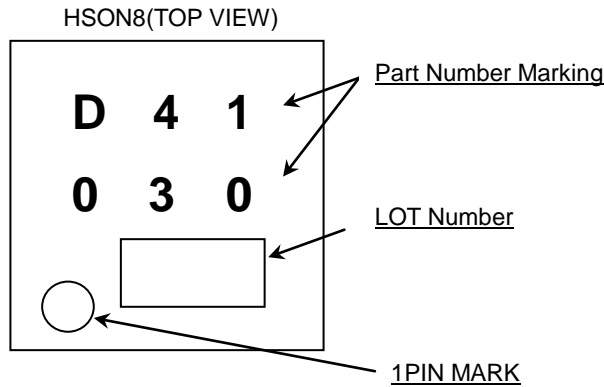 HSON8(TOP VIEW)
D 4 1
Part Number Marking
0 3 0
LOT Number
1PIN MARK